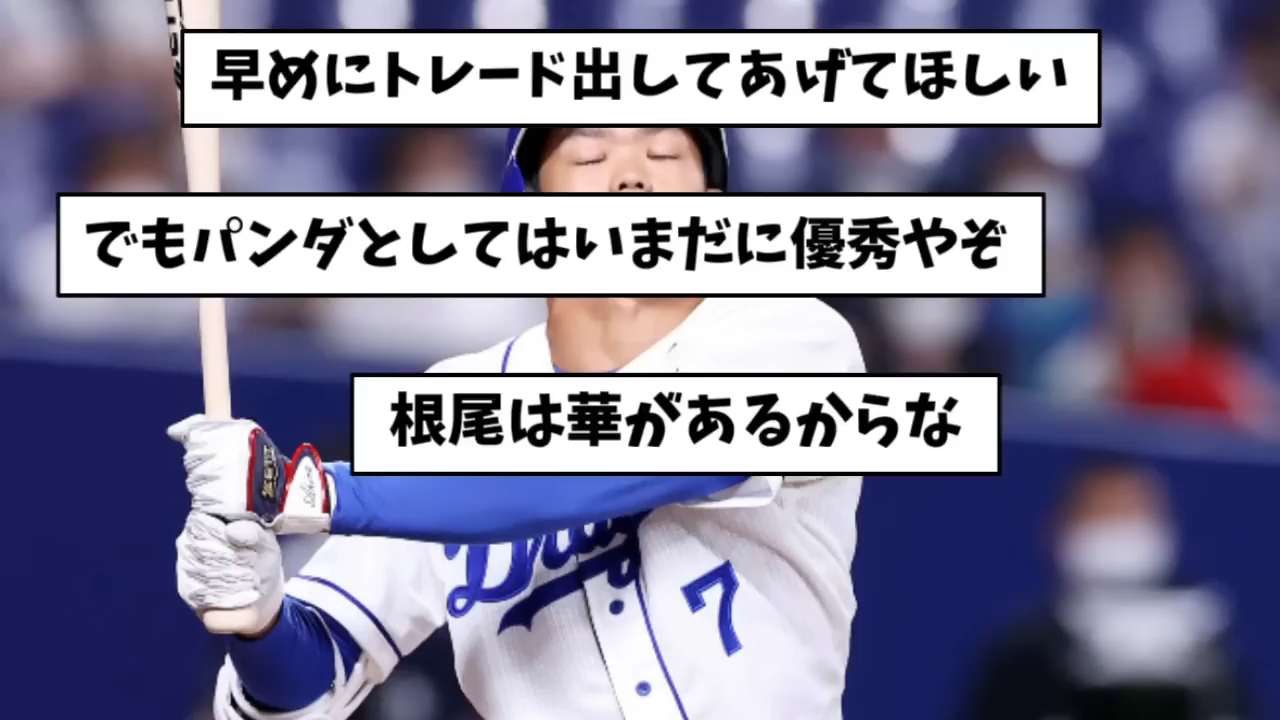 早めにトレード出してあげてほしい
でもパンダとしてはいまだに優秀やぞ
根尾は華があるからな
7